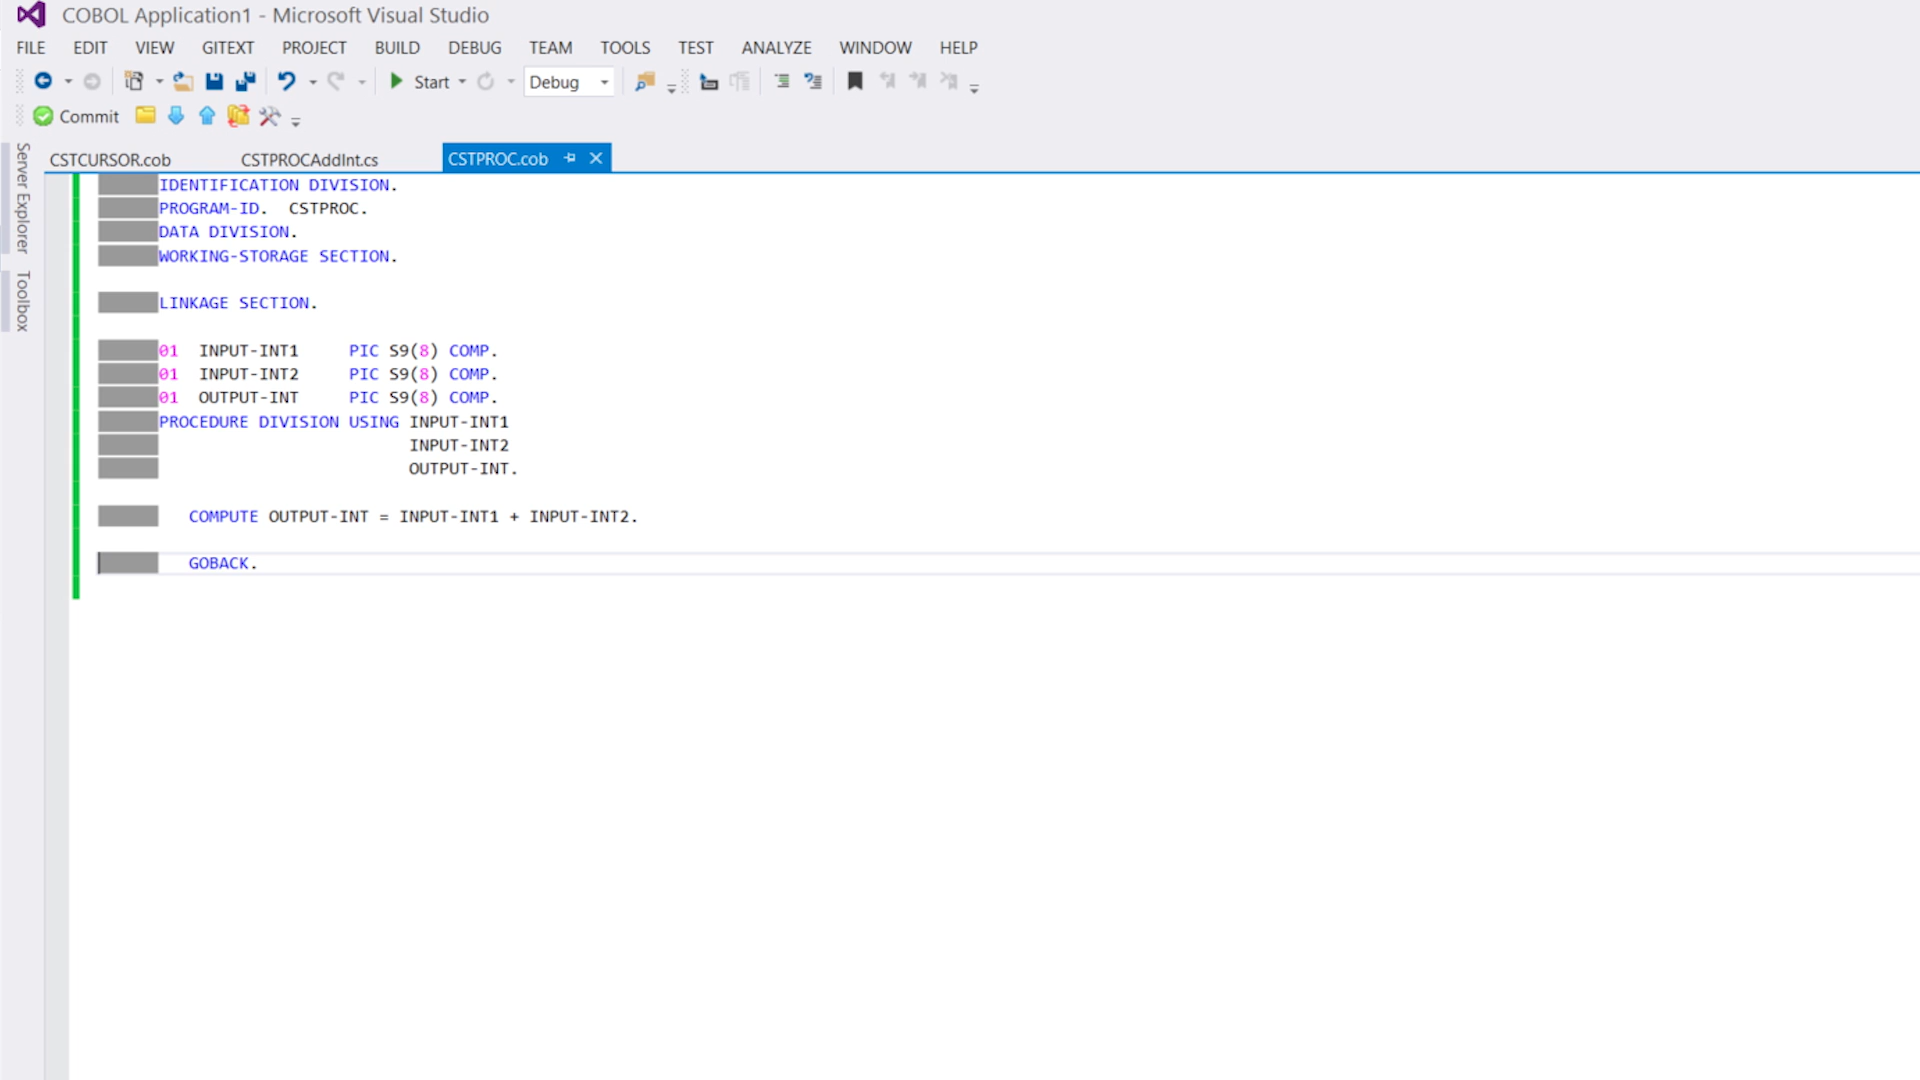 COBOL Application1 - Microsoft Visual Studio
FILE EDIT VIEW GITEXT PROJECT BUILD DEBUG TEAM TOOLS TEST ANALYZE WINDOW HELP
Start Debug
Commit
Server Explorer
Toolbox
CSTCURSOR.cob CSTPROCAddInt.cs CSTPROC.cob
IDENTIFICATION DIVISION.
PROGRAM-ID. CSTPROC.
DATA DIVISION.
WORKING-STORAGE SECTION.
LINKAGE SECTION.
01 INPUT-INT1 PIC S9(8) COMP.
01 INPUT-INT2 PIC S9(8) COMP.
01 OUTPUT-INT PIC S9(8) COMP.
PROCEDURE DIVISION USING INPUT-INT1
INPUT-INT2
OUTPUT-INT.
COMPUTE OUTPUT-INT = INPUT-INT1 + INPUT-INT2.
GOBACK.